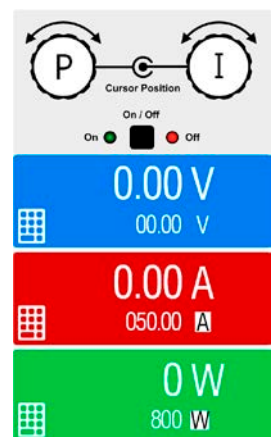 P I
Cursor Position
On / Off
On Off
0.00 V
00.00 V
0.00 A
050.00 A
0 W
800 W